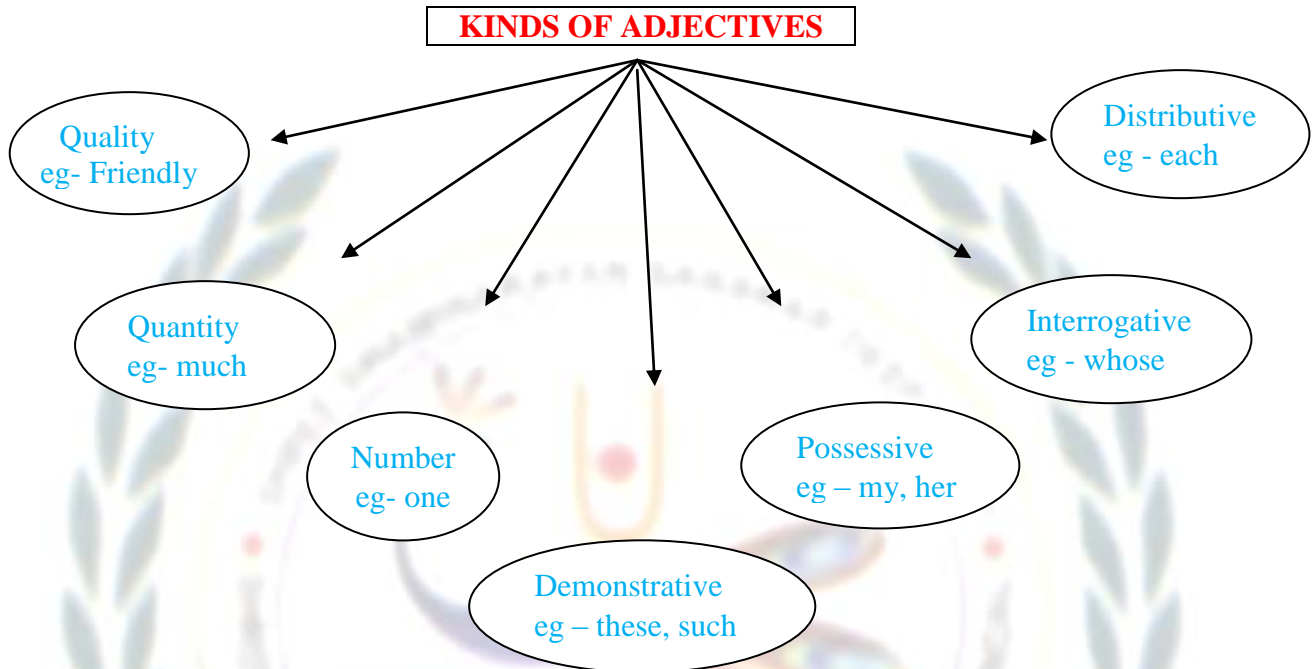 KINDS OF ADJECTIVES
Quality
eg- Friendly
Distributive
eg - each
Quantity
eg- much
Interrogative
eg - whose
Number
eg- one
Possessive
eg – my, her
Demonstrative
eg – these, such